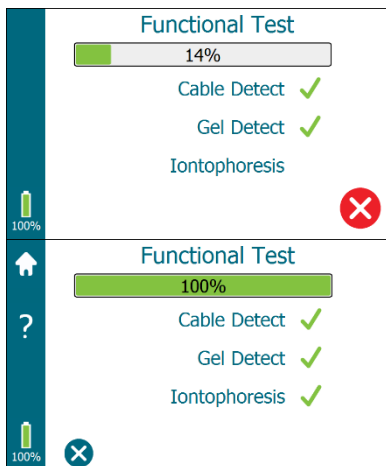 Functional Test
14%
Cable Detect
Gel Detect
Iontophoresis
100%
Functional Test
100%
Cable Detect
?
Gel Detect
Iontophoresis
100%